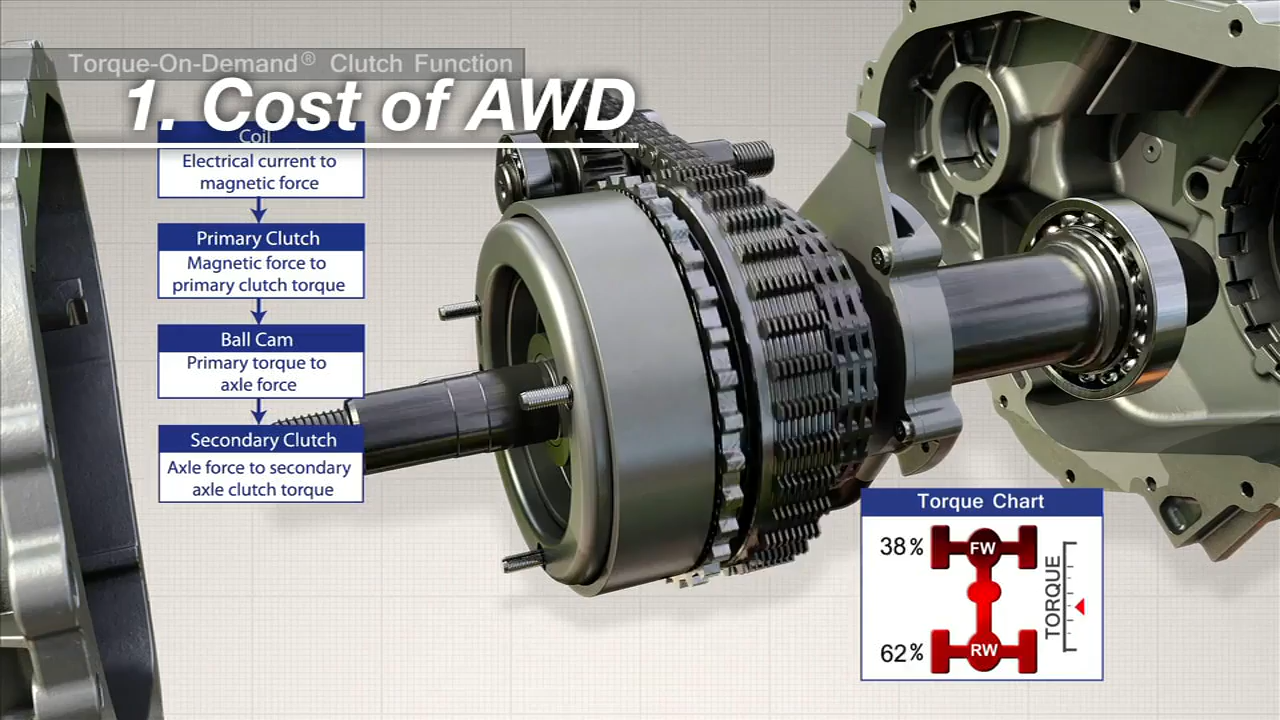 Torque-On-Demand® Clutch Function
1. Cost of AWD
Coil
Electrical current to
magnetic force
Primary Clutch
Magnetic force to
primary clutch torque
Ball Cam
Primary torque to
axle force
Secondary Clutch
Axle force to secondary
axle clutch torque
Torque Chart
38%
FW
TORQUE
62%
RW